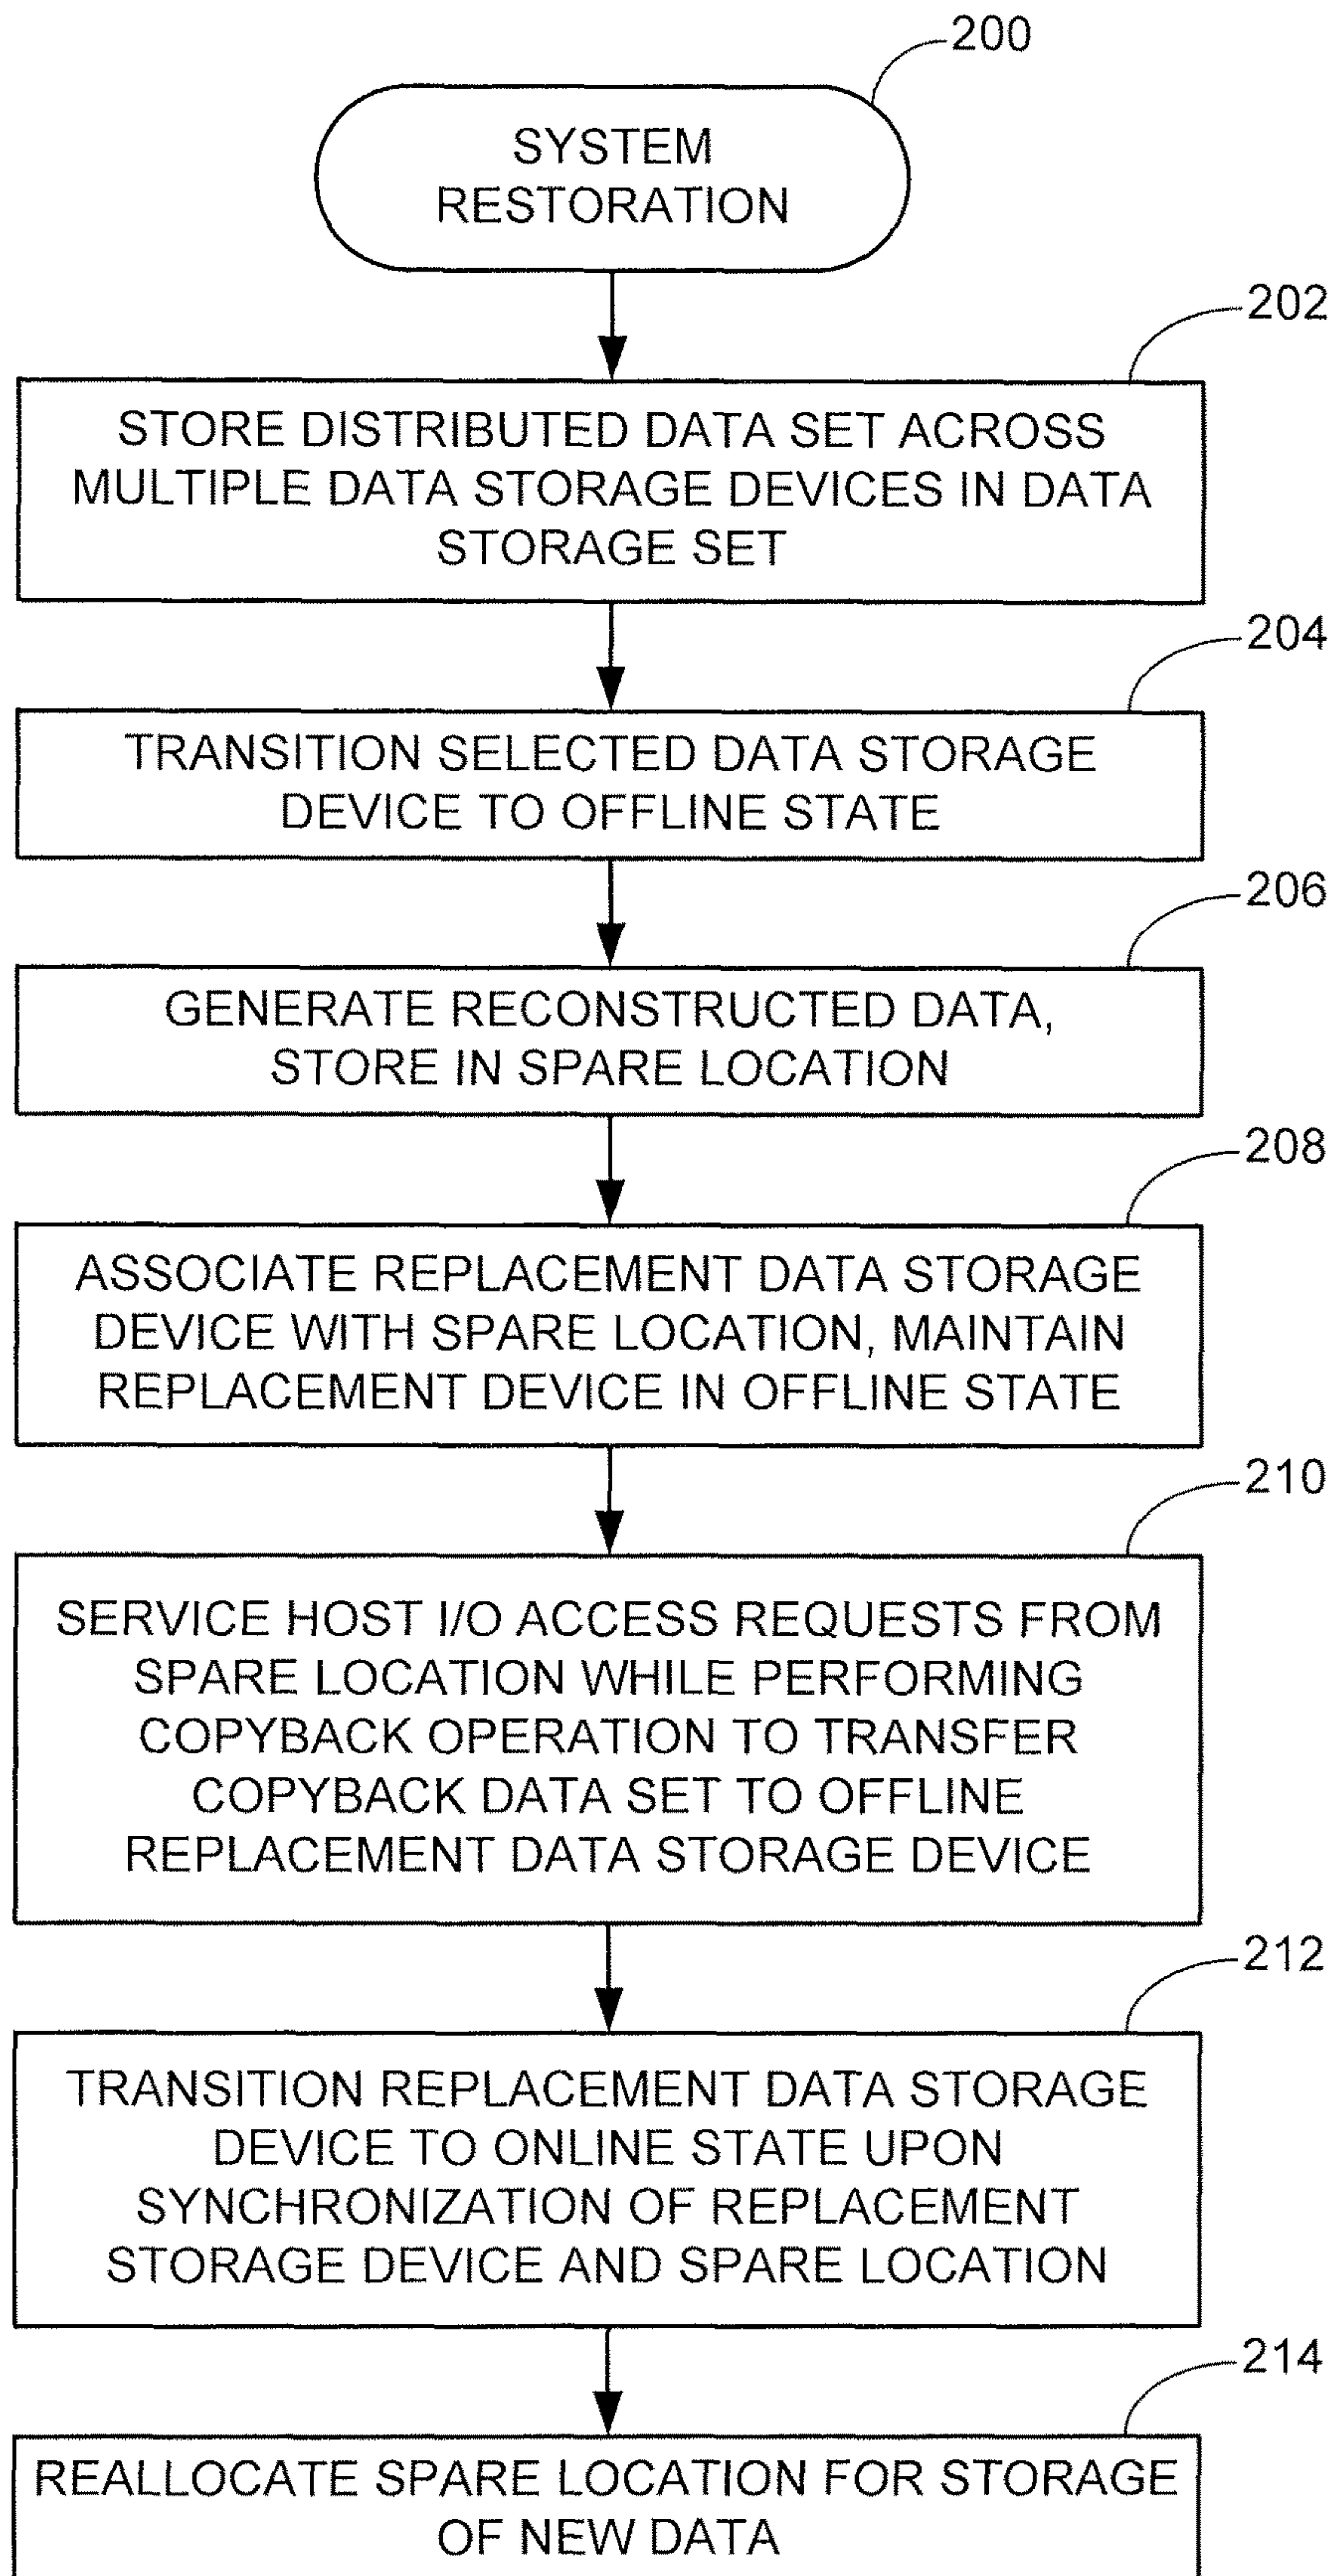 200
SYSTEM
RESTORATION
202
STORE DISTRIBUTED DATA SET ACROSS
MULTIPLE DATA STORAGE DEVICES IN DATA
STORAGE SET
204
TRANSITION SELECTED DATA STORAGE
DEVICE TO OFFLINE STATE
206
GENERATE RECONSTRUCTED DATA,
STORE IN SPARE LOCATION
208
ASSOCIATE REPLACEMENT DATA STORAGE
DEVICE WITH SPARE LOCATION, MAINTAIN
REPLACEMENT DEVICE IN OFFLINE STATE
210
SERVICE HOST I/O ACCESS REQUESTS FROM
SPARE LOCATION WHILE PERFORMING
COPYBACK OPERATION TO TRANSFER
COPYBACK DATA SET TO OFFLINE
REPLACEMENT DATA STORAGE DEVICE
212
TRANSITION REPLACEMENT DATA STORAGE
DEVICE TO ONLINE STATE UPON
SYNCHRONIZATION OF REPLACEMENT
STORAGE DEVICE AND SPARE LOCATION
214
REALLOCATE SPARE LOCATION FOR STORAGE
OF NEW DATA